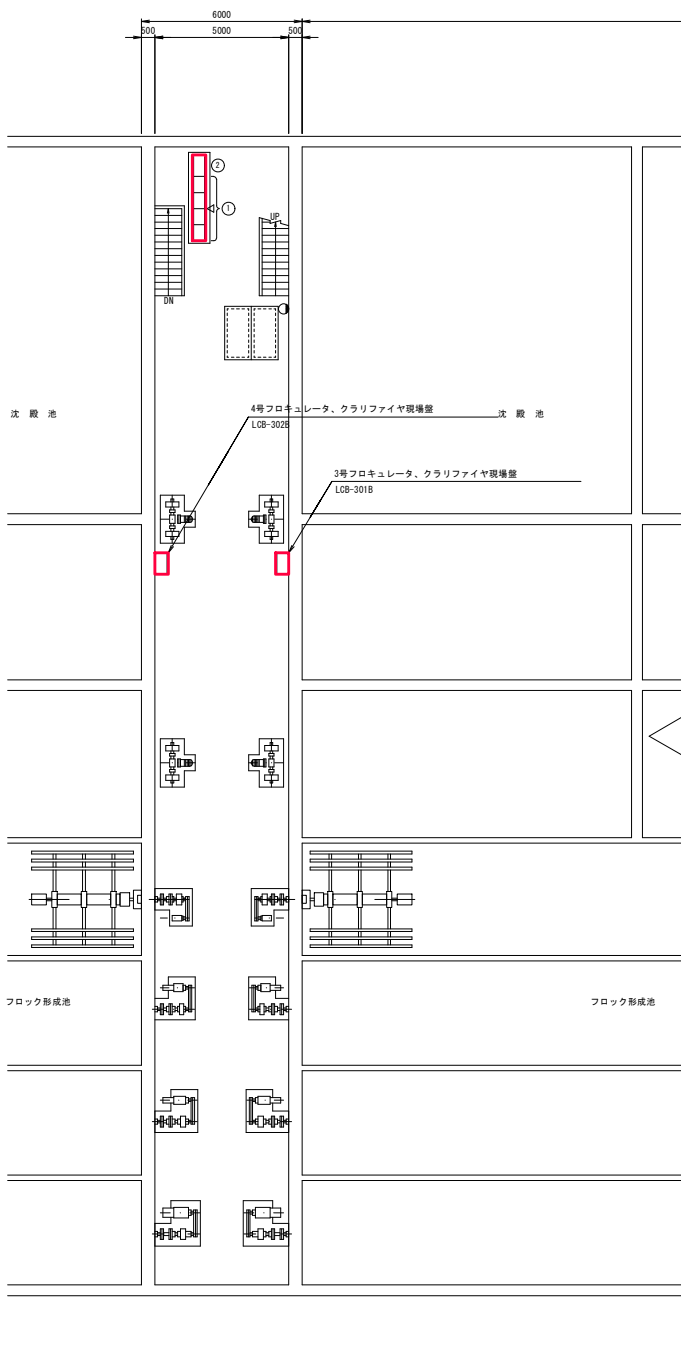 6000
500 5000 500
②
①
UP
DN
4号フロキュレータ、クラリファイヤ現場盤
LCB-302B
沈 殿 池
沈 殿 池
3号フロキュレータ、クラリファイヤ現場盤
LCB-301B
フロック形成池
フロック形成池